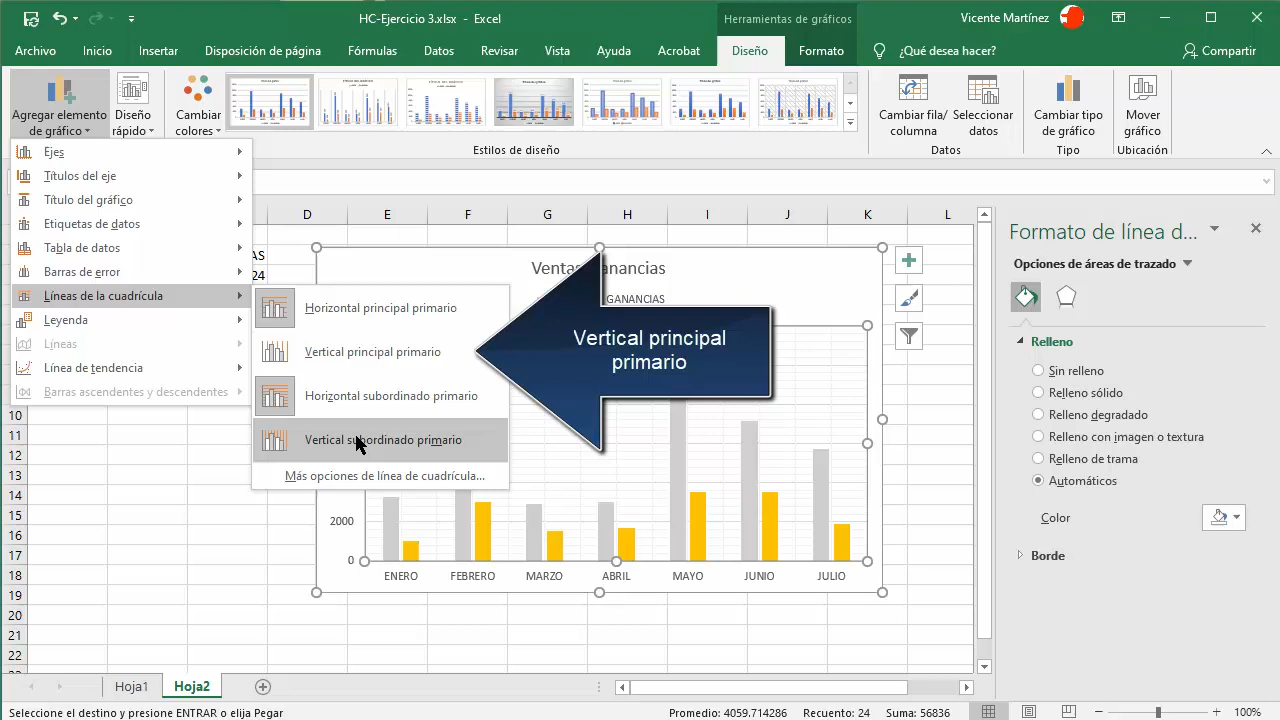 HC-Ejercicio 3.xlsx - Excel
Herramientas de gráficos
Vicente Martínez
Archivo
Inicio
Insertar
Disposición de página
Fórmulas
Datos
Revisar
Vista
Ayuda
Acrobat
Diseño
Formato
¿Qué desea hacer?
Compartir
Agregar elemento
de gráfico
Diseño
rápido
Cambiar
colores
Cambiar fila/
columna
Seleccionar
datos
Cambiar tipo
de gráfico
Mover
gráfico
Estilos de diseño
Datos
Tipo
Ubicación
Ejes
Títulos del eje
Título del gráfico
Etiquetas de datos
Tabla de datos
Barras de error
Líneas de la cuadrícula
Leyenda
Líneas
Línea de tendencia
Barras ascendentes y descendentes
Horizontal principal primario
Vertical principal primario
Horizontal subordinado primario
Vertical subordinado primario
Más opciones de línea de cuadrícula...
D E F G H I J K L
AS
24
10
11
12
13
14
15
16
17
18
19
20
21
22
GANANCIAS
Vertical principal
primario
2000
0
ENERO FEBRERO MARZO ABRIL MAYO JUNIO JULIO
Formato de línea d...
Opciones de áreas de trazado
Relleno
Sin relleno
Relleno sólido
Relleno degradado
Relleno con imagen o textura
Relleno de trama
Automáticos
Color
Borde
Hoja1
Hoja2
Seleccione el destino y presione ENTRAR o elija Pegar
Promedio: 4059.714286
Recuento: 24
Suma: 56836
100%